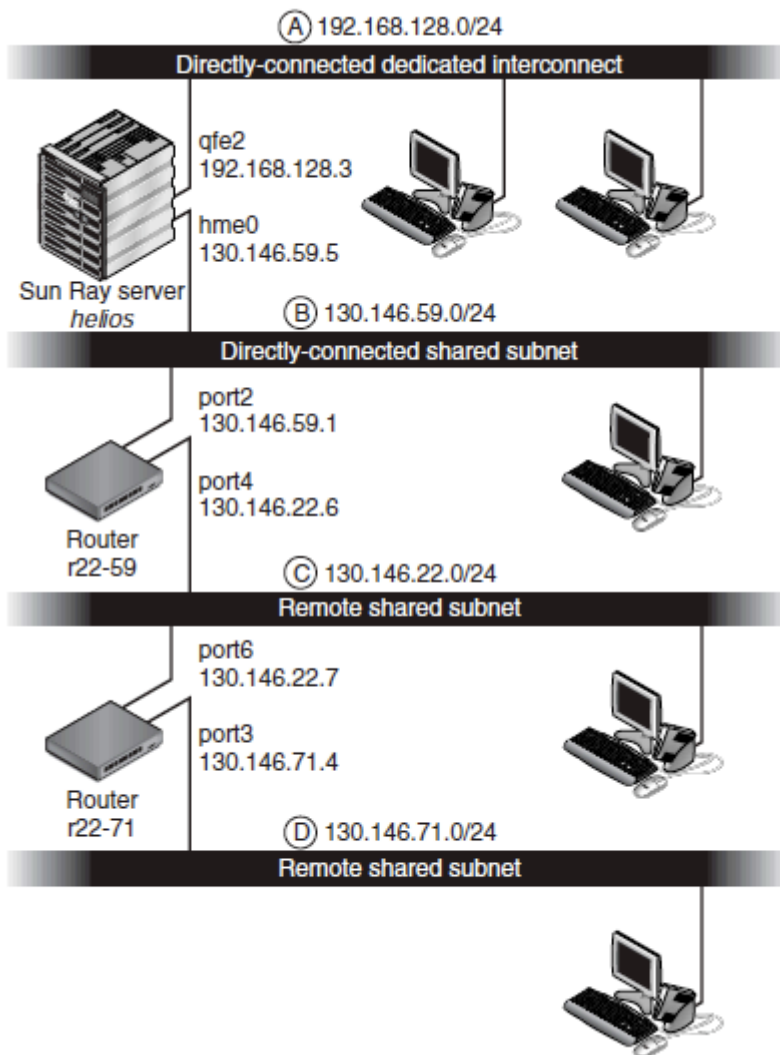 A 192.168.128.0/24
Directly-connected dedicated interconnect
qfe2
192.168.128.3
hme0
130.146.59.5
Sun Ray server
helios
B 130.146.59.0/24
Directly-connected shared subnet
port2
130.146.59.1
port4
130.146.22.6
Router
r22-59
C 130.146.22.0/24
Remote shared subnet
port6
130.146.22.7
port3
130.146.71.4
Router
r22-71
D 130.146.71.0/24
Remote shared subnet